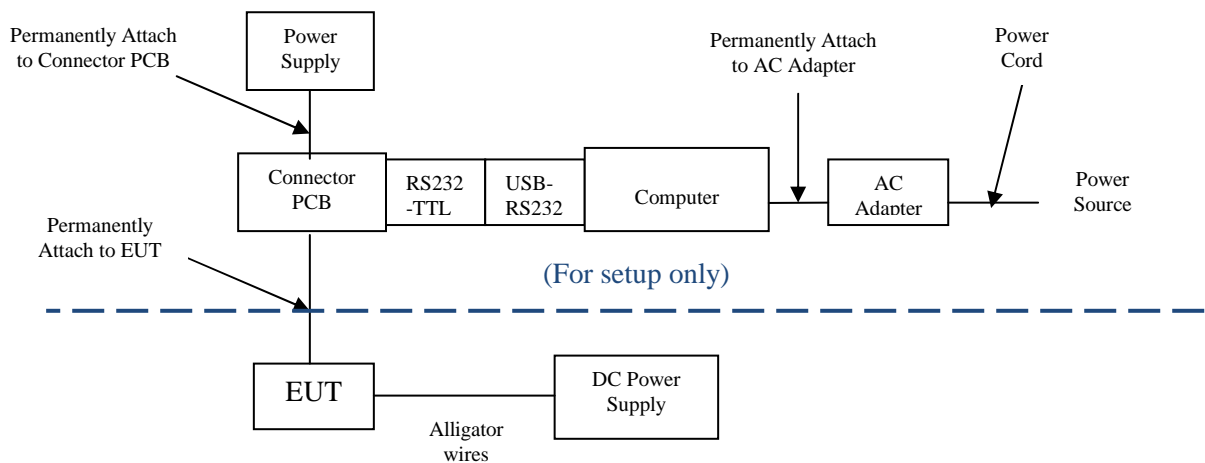 Permanently Attach
to Connector PCB
Power
Supply
Permanently Attach
to AC Adapter
Power
Cord
Connector
PCB
RS232
-TTL
USB-
RS232
Computer
AC
Adapter
Power
Source
Permanently
Attach to EUT
(For setup only)
EUT
DC Power
Supply
Alligator
wires